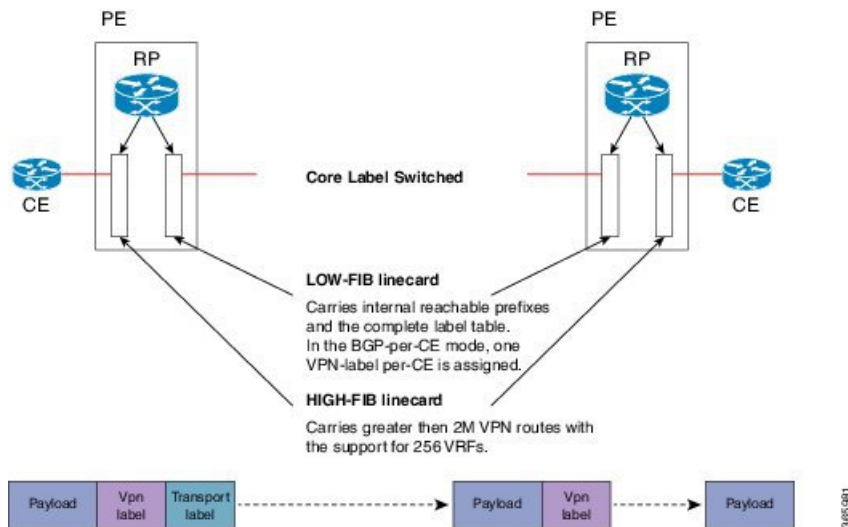 PE
PE
RP
RP
CE
Core Label Switched
CE
LOW-FIB linecard
Carries internal reachable prefixes
and the complete label table.
In the BGP-per-CE mode, one
VPN-label per-CE is assigned.
HIGH-FIB linecard
Carries greater then 2M VPN routes with
the support for 256 VRFs.
Payload
Vpn
label
Transport
label
Payload
Vpn
label
Payload